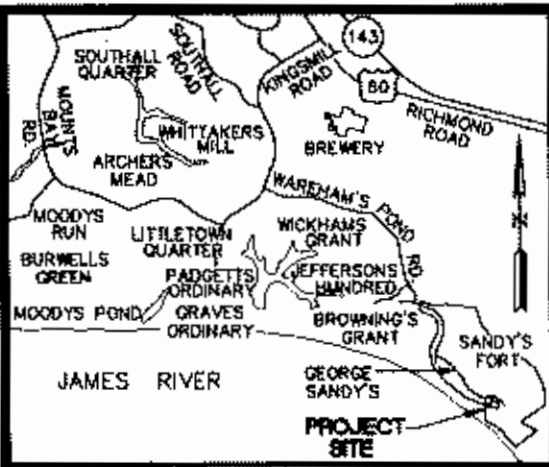 SOUTHALL
QUARTER
SOUTHALL
ROAD
143
KINGSMILL
ROAD
60
RICHMOND
ROAD
MOUNTS
BAY
RD.
WHITTAKERS
MILL
BREWERY
ARCHERS
MEAD
WAREHAM'S POND RD
MOODYS
RUN
LITTLETOWN
QUARTER
WICKHAMS
GRANT
BURWELLS
GREEN
PADGETTS
ORDINARY
JEFFERSONS
HUNDRED
MOODYS POND
GRAVES
ORDINARY
BROWNING'S
GRANT
SANDY'S
FORT
JAMES RIVER
GEORGE
SANDY'S
PROJECT
SITE